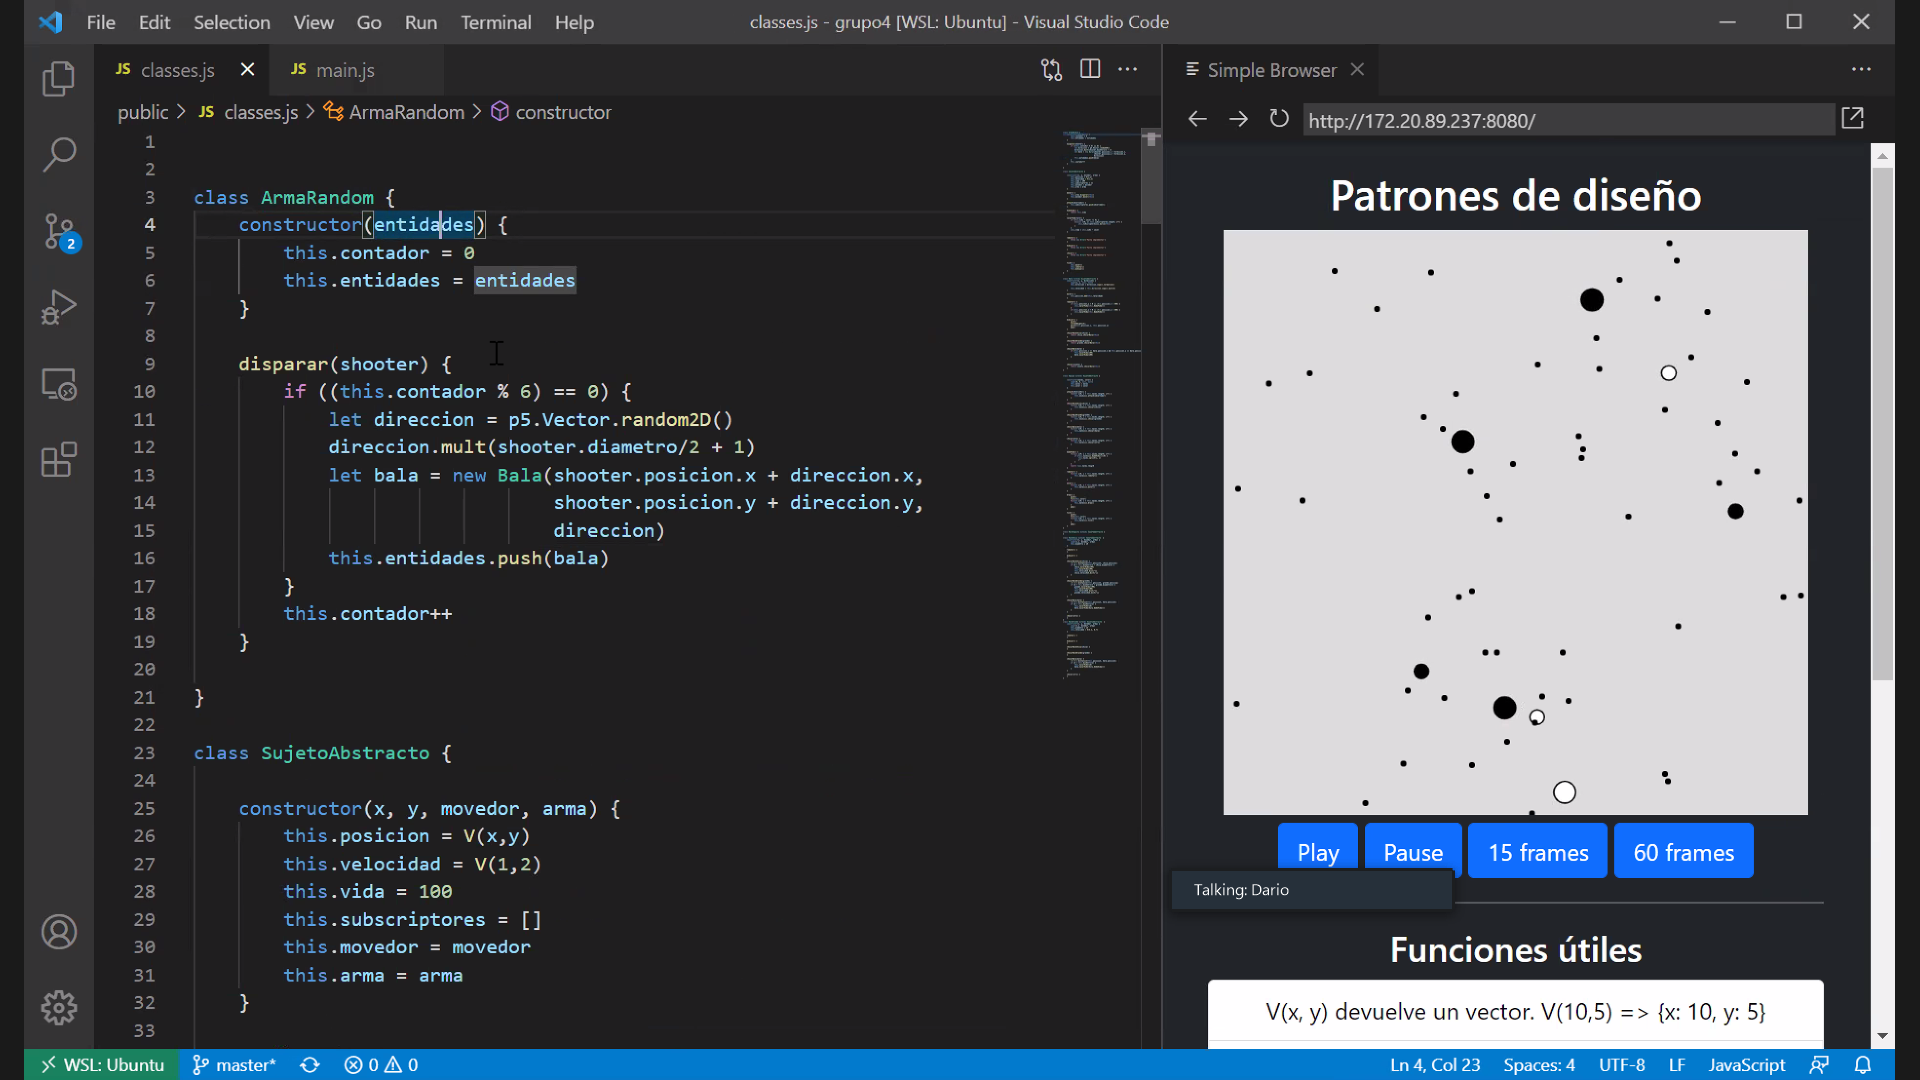 File Edit Selection View Go Run Terminal Help classes.js - grupo4 [WSL: Ubuntu] - Visual Studio Code
JS classes.js JS main.js
public > JS classes.js > ArmaRandom > constructor
1
2
3 class ArmaRandom {
4 constructor(entidades) {
5 this.contador = 0
6 this.entidades = entidades
7 }
8
9 disparar(shooter) {
10 if ((this.contador % 6) == 0) {
11 let direccion = p5.Vector.random2D()
12 direccion.mult(shooter.diametro/2 + 1)
13 let bala = new Bala(shooter.posicion.x + direccion.x,
14 shooter.posicion.y + direccion.y,
15 direccion)
16 this.entidades.push(bala)
17 }
18 this.contador++
19 }
20
21 }
22
23 class SujetoAbstracto {
24
25 constructor(x, y, movedor, arma) {
26 this.posicion = V(x,y)
27 this.velocidad = V(1,2)
28 this.vida = 100
29 this.subscriptores = []
30 this.movedor = movedor
31 this.arma = arma
32 }
33
2
Simple Browser
http://172.20.89.237:8080/
Patrones de diseño
Play Pause 15 frames 60 frames
Talking: Dario
Funciones útiles
V(x, y) devuelve un vector. V(10,5) => {x: 10, y: 5}
WSL: Ubuntu master* 0 0 Ln 4, Col 23 Spaces: 4 UTF-8 LF JavaScript